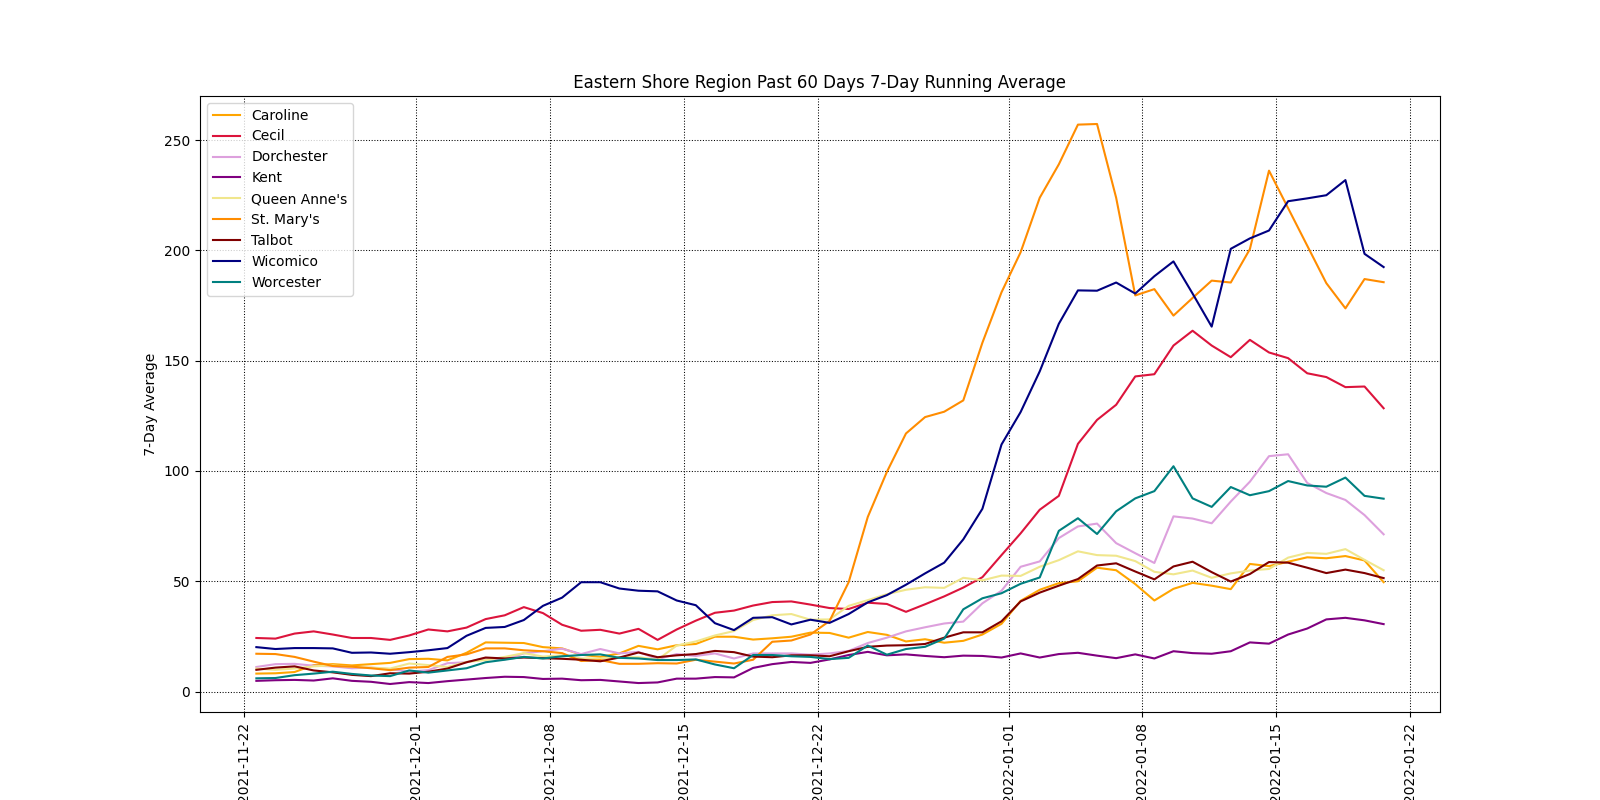 Eastern Shore Region Past 60 Days 7-Day Running Average
Caroline
Cecil
Dorchester
Kent
Queen Anne's
St. Mary's
Talbot
Wicomico
Worcester
7-Day Average
250
200
150
100
50
0
2021-11-22
2021-12-01
2021-12-08
2021-12-15
2021-12-22
2022-01-01
2022-01-08
2022-01-15
2022-01-22